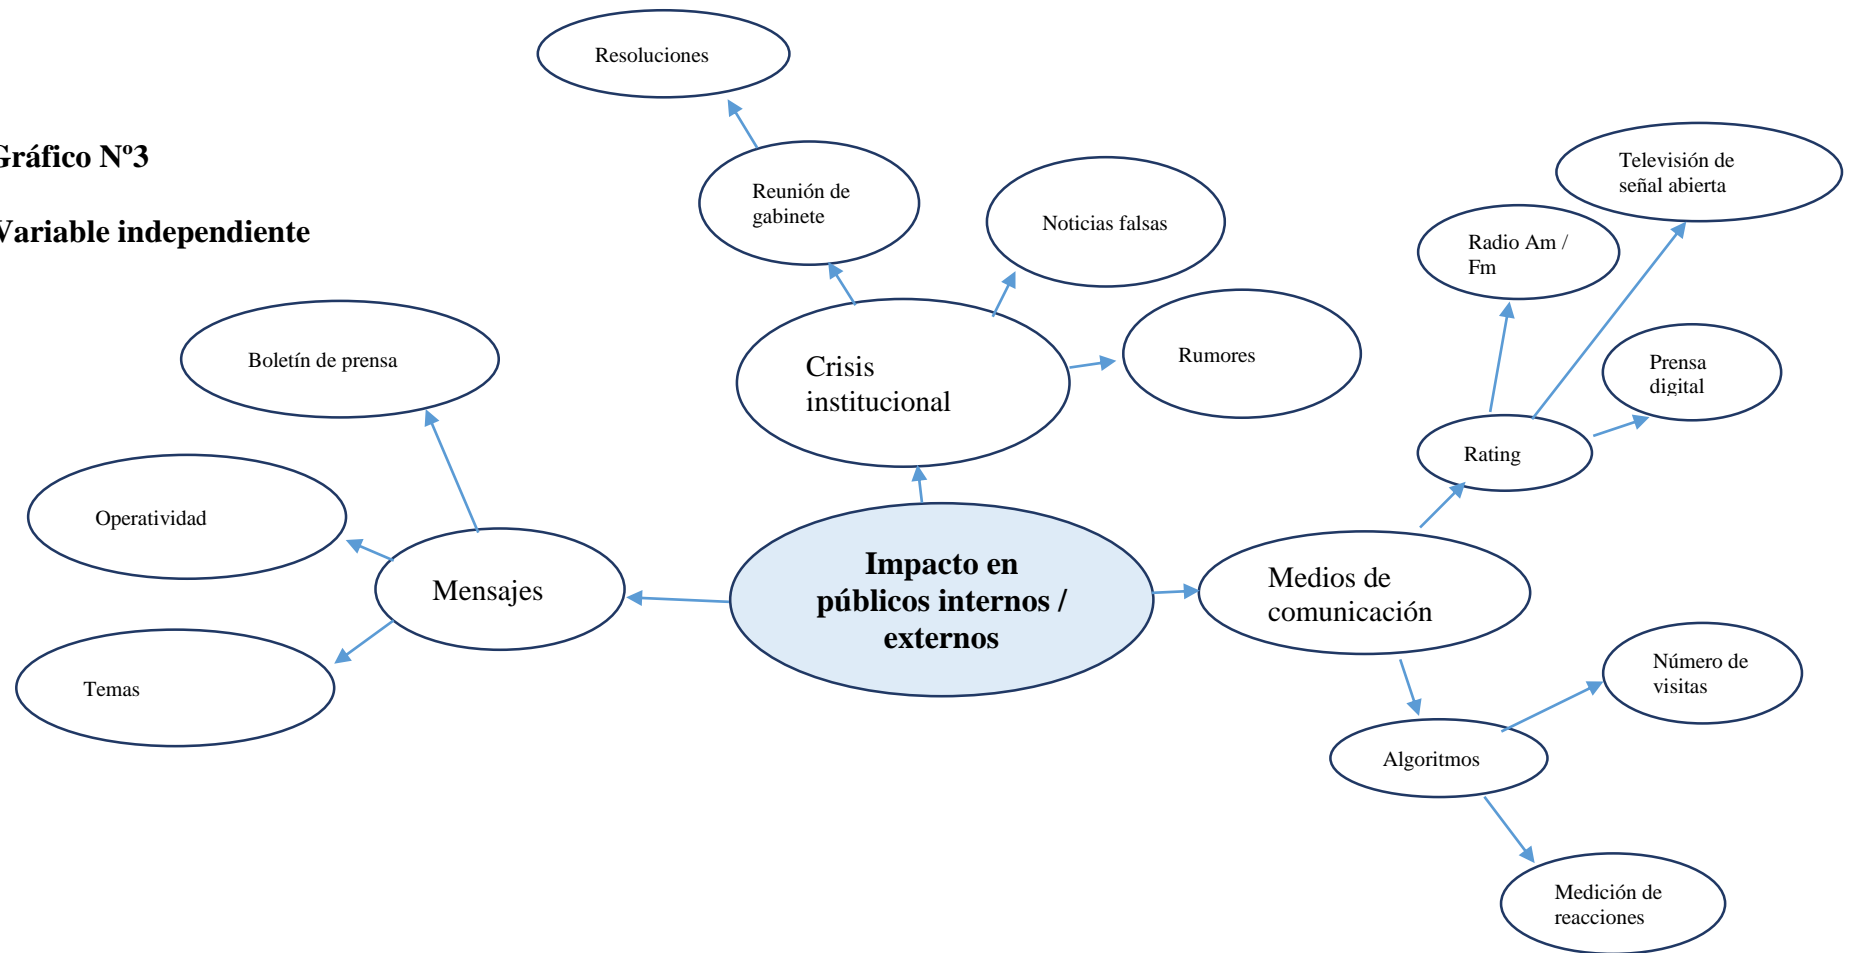 Gráfico Nº3
Variable independiente
Resoluciones
Reunión de
gabinete
Noticias falsas
Rumores
Crisis
institucional
Televisión de
señal abierta
Radio Am /
Fm
Prensa
digital
Rating
Boletín de prensa
Operatividad
Temas
Mensajes
Impacto en
públicos internos /
externos
Medios de
comunicación
Número de
visitas
Algoritmos
Medición de
reacciones